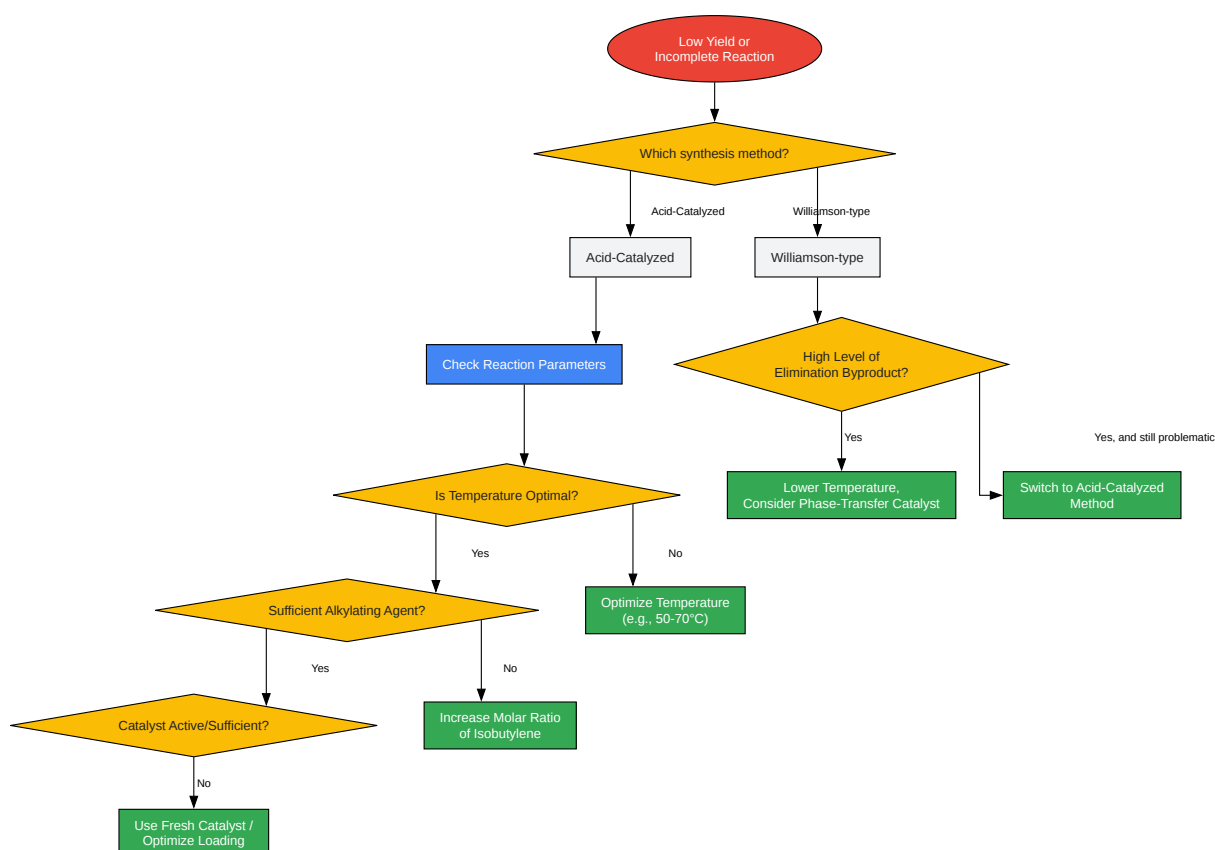 Low Yield or
Incomplete Reaction
Which synthesis method?
Acid-Catalyzed
Williamson-type
Acid-Catalyzed
Williamson-type
Check Reaction Parameters
High Level of
Elimination Byproduct?
Yes
Yes, and still problematic
Is Temperature Optimal?
Lower Temperature,
Consider Phase-Transfer Catalyst
Switch to Acid-Catalyzed
Method
Yes
No
Sufficient Alkylating Agent?
Optimize Temperature
(e.g., 50-70°C)
Yes
No
Catalyst Active/Sufficient?
Increase Molar Ratio
of Isobutylene
No
Use Fresh Catalyst /
Optimize Loading